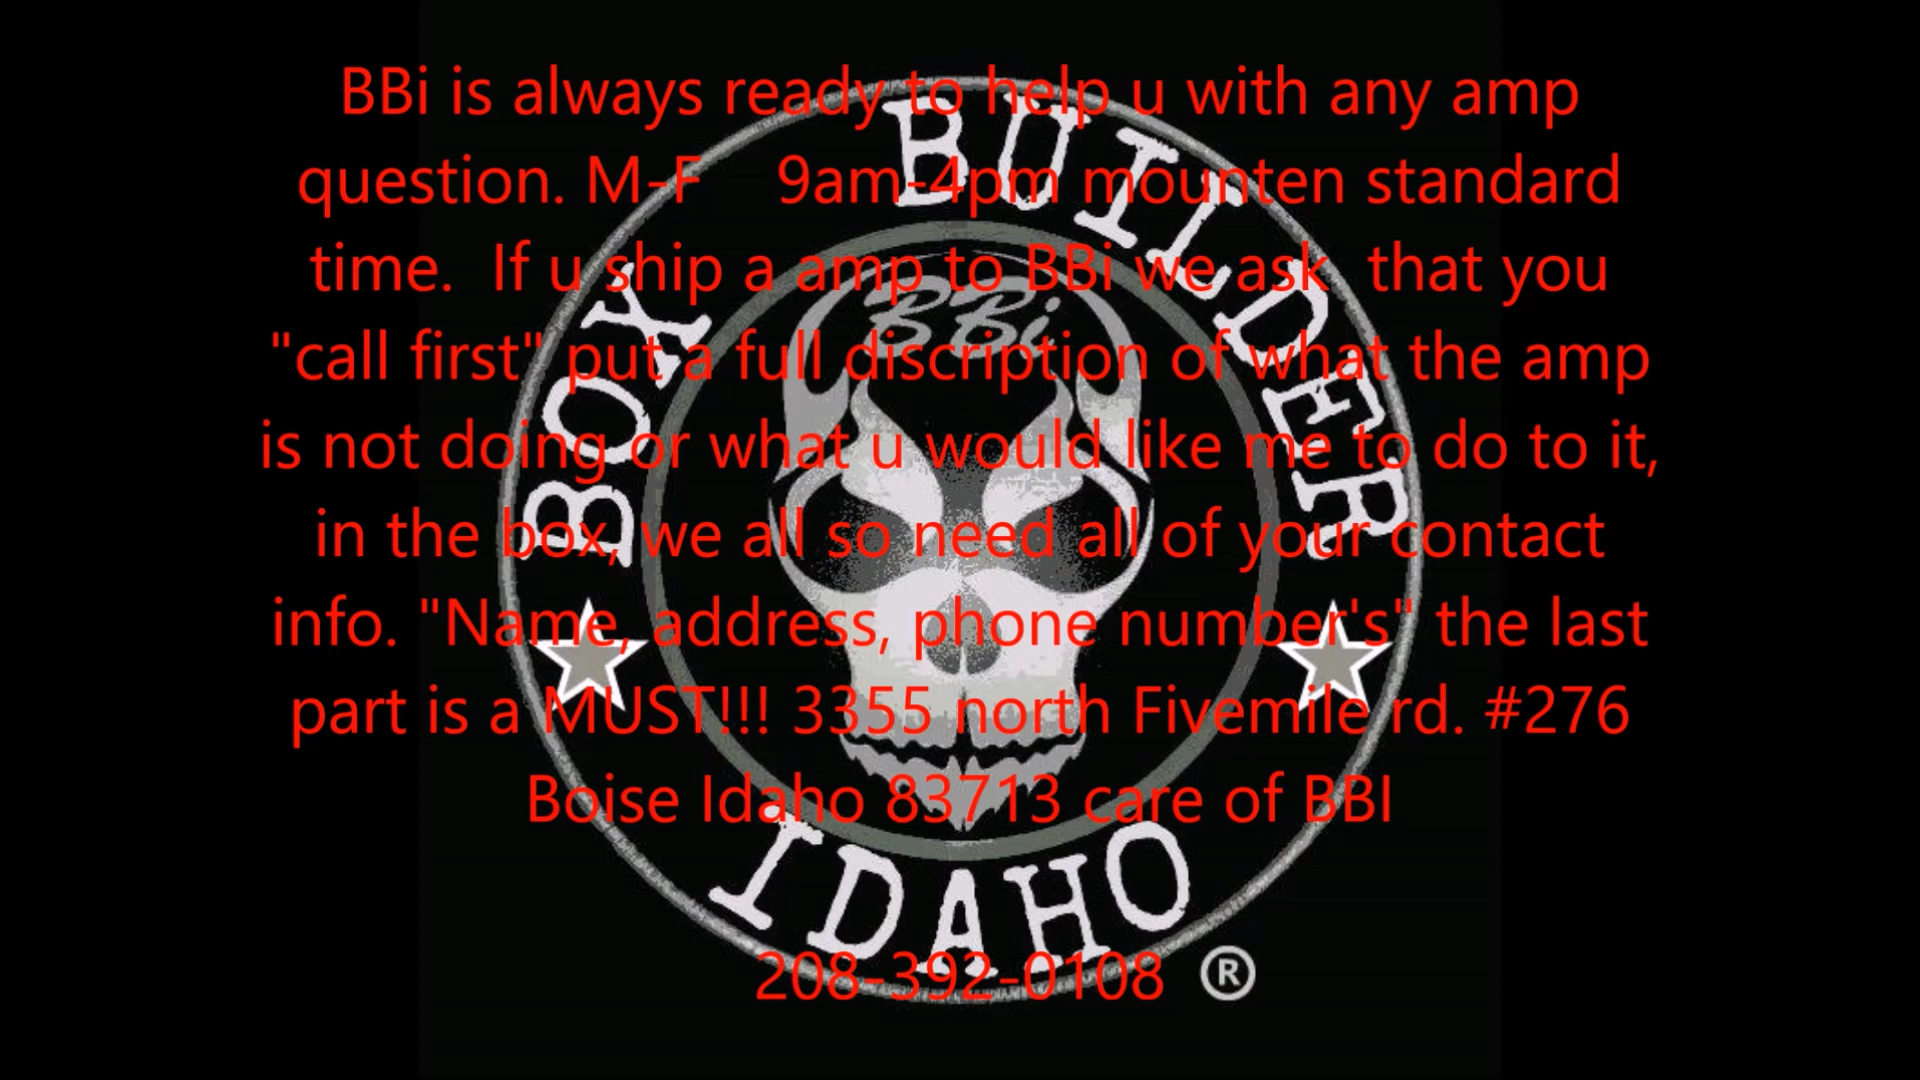 BBi is always ready to help u with any amp
question. M-F    9am-4pm mounten standard
time.  If u ship a amp to BBi we ask  that you
"call first" put a full discription of what the amp
is not doing or what u would like me to do to it,
in the box, we all so need all of your contact
info. "Name, address, phone number's"  the last
part is a MUST!!! 3355 north Fivemile rd. #276
Boise Idaho 83713 care of BBI
208-392-0108
BOX BUILDER
BBi
IDAHO
®